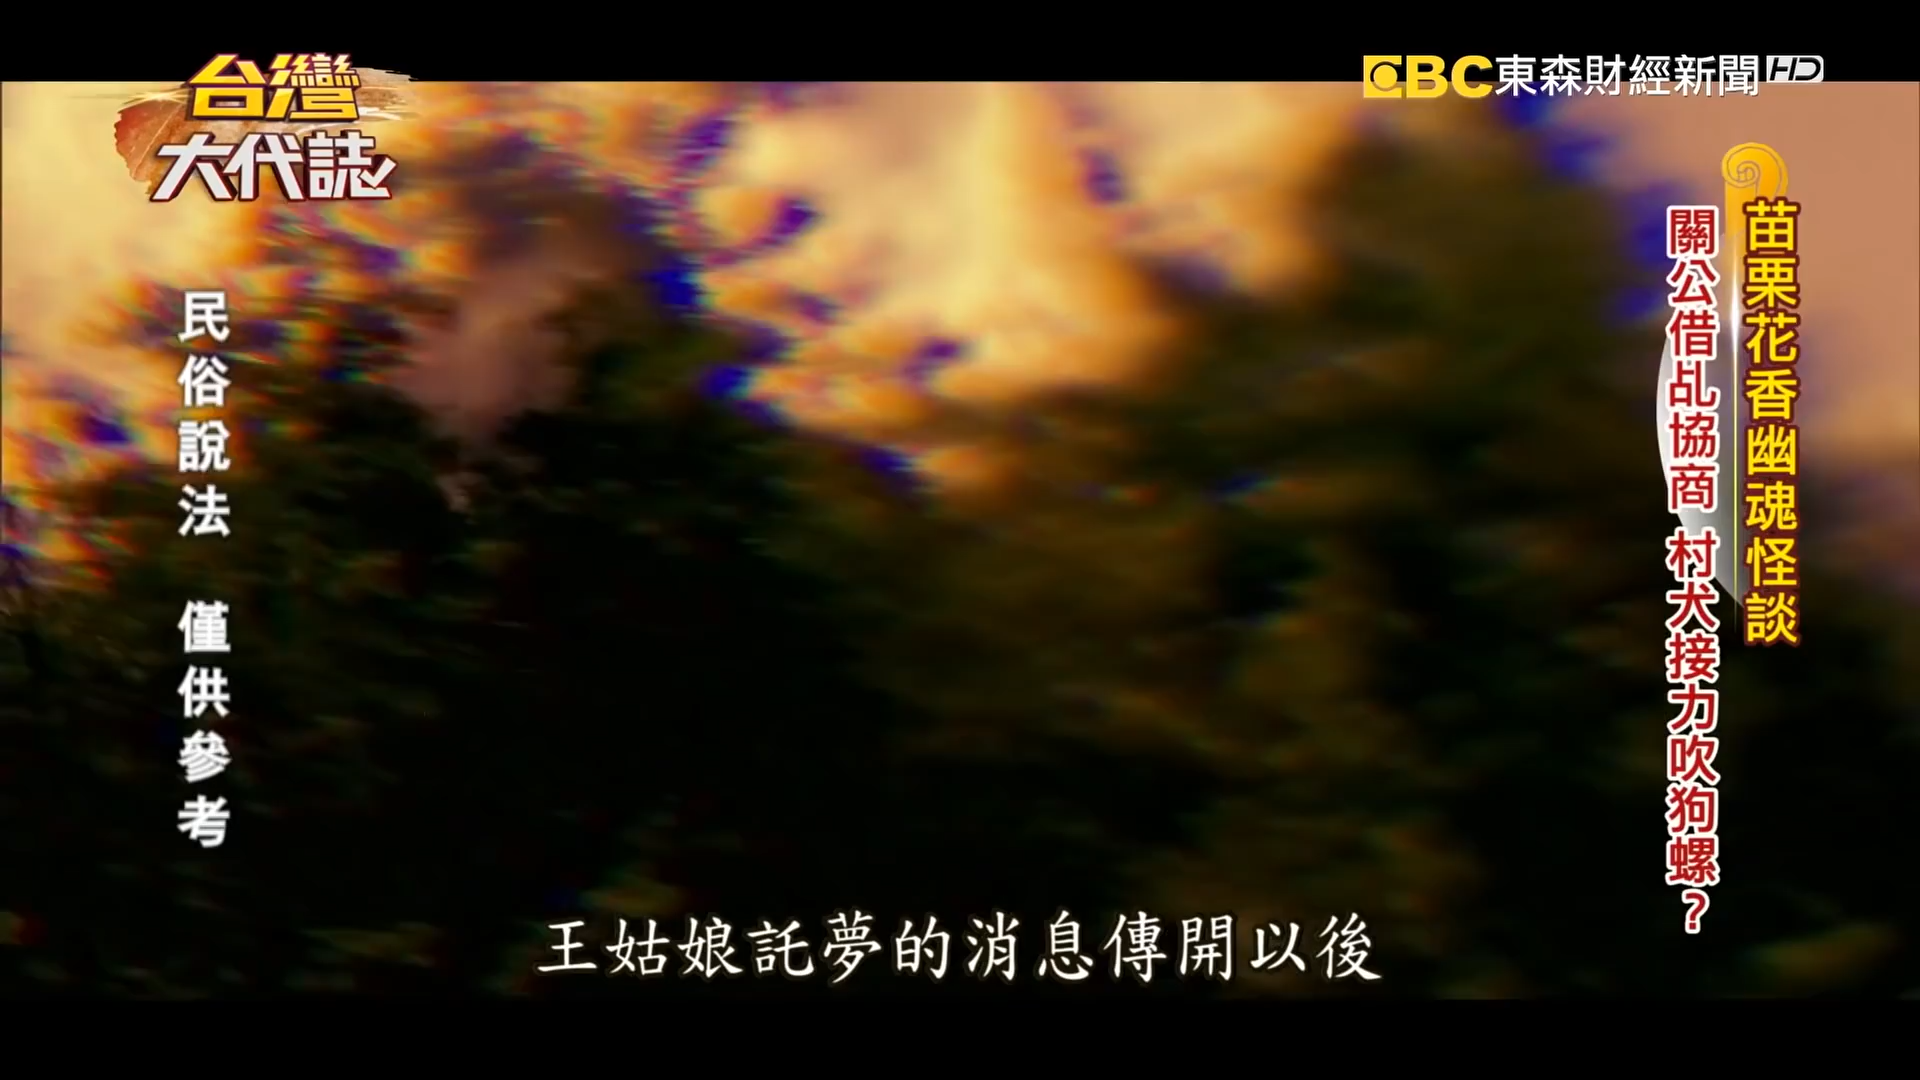 台灣
大代誌
EBC東森財經新聞HD
苗栗花香幽魂怪談
關公借乩協商 村犬接力吹狗螺?
民俗說法 僅供參考
王姑娘託夢的消息傳開以後